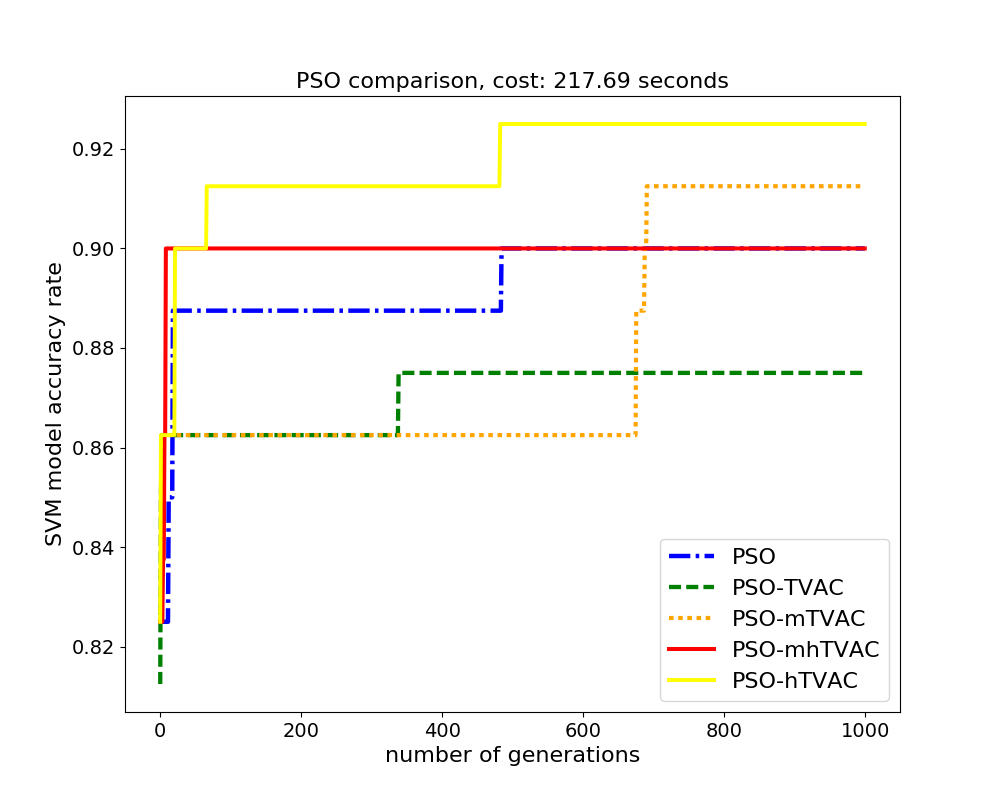 PSO comparison, cost: 217.69 seconds
SVM model accuracy rate
0.92
0.90
0.88
0.86
0.84
0.82
0 200 400 600 800 1000
number of generations
PSO
PSO-TVAC
PSO-mTVAC
PSO-mhTVAC
PSO-hTVAC